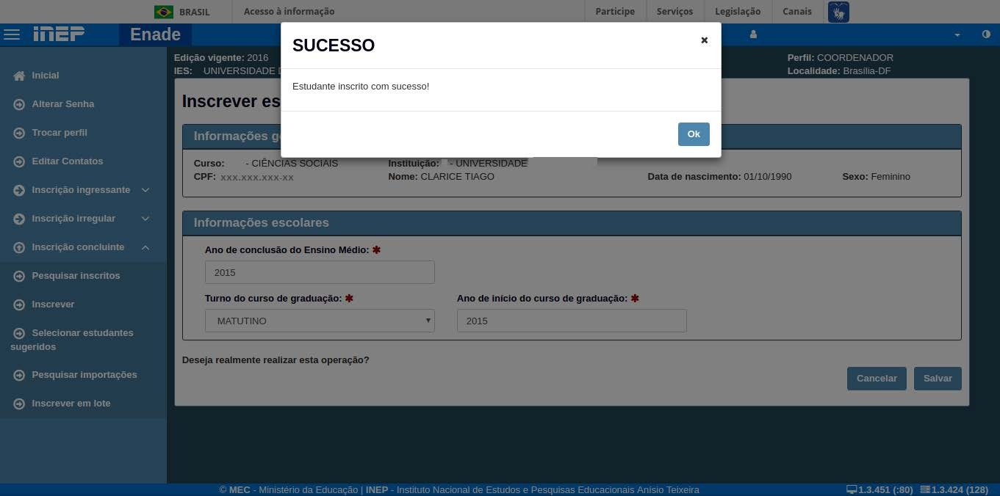 BRASIL Acesso à informação Participe Serviços Legislação Canais
inep Enade
SUCESSO ✖
Estudante inscrito com sucesso!
Ok
Edição vigente: 2016 Perfil: COORDENADOR
IES: UNIVERSIDADE Localidade: Brasília-DF
Inicial
Alterar Senha
Trocar perfil
Editar Contatos
Inscrição ingressante
Inscrição irregular
Inscrição concluinte
Pesquisar inscritos
Inscrever
Selecionar estudantes
sugeridos
Pesquisar importações
Inscrever em lote
Inscrever es
Informações g
Curso: - CIÊNCIAS SOCIAIS Instituição: - UNIVERSIDADE
CPF: xxx.xxx.xxx-xx Nome: CLARICE TIAGO Data de nascimento: 01/10/1990 Sexo: Feminino
Informações escolares
Ano de conclusão do Ensino Médio: ✱
2015
Turno do curso de graduação: ✱ Ano de início do curso de graduação: ✱
MATUTINO 2015
Deseja realmente realizar esta operação?
Cancelar Salvar
© MEC - Ministério da Educação | INEP - Instituto Nacional de Estudos e Pesquisas Educacionais Anísio Teixeira 1.3.451 (:80) 1.3.424 (128)